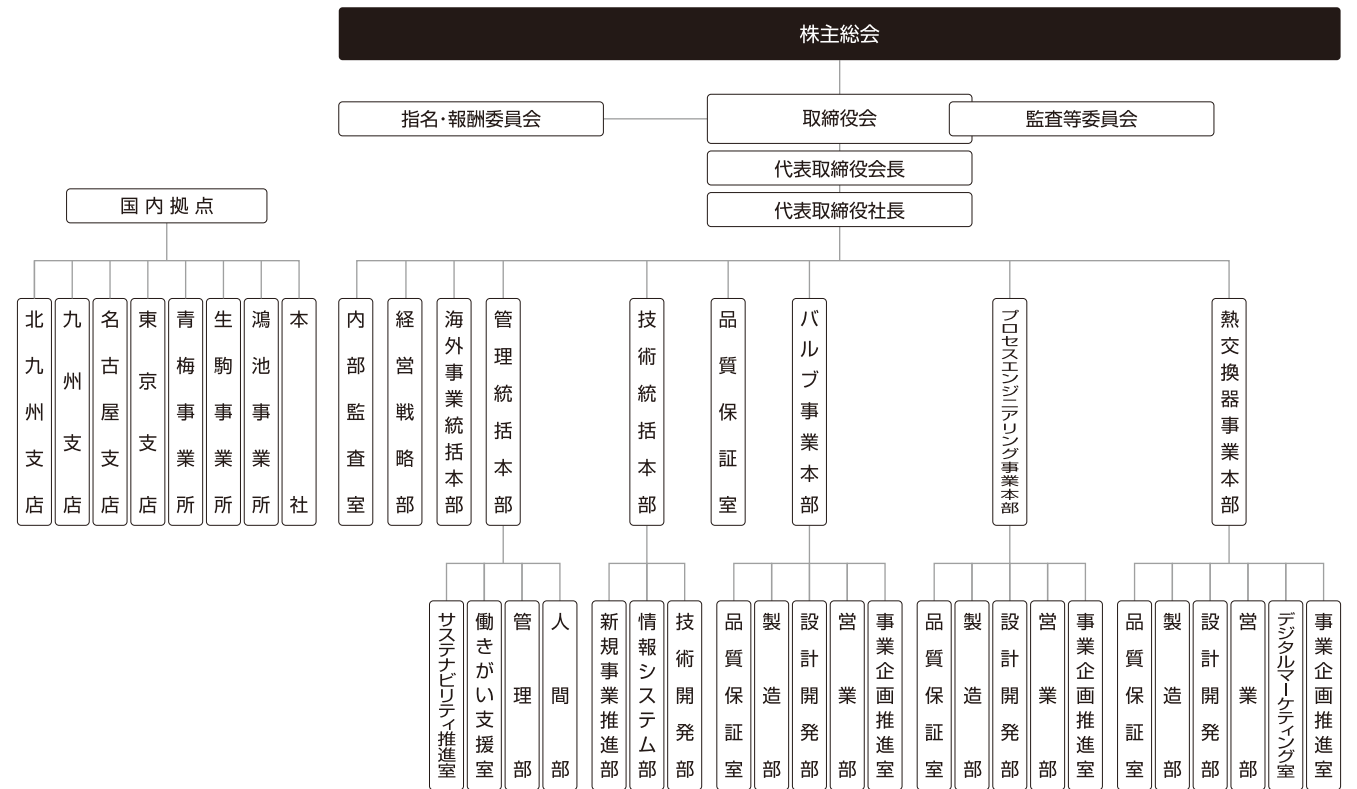 株主総会
指名・報酬委員会
取締役会
監査等委員会
代表取締役会長
代表取締役社長
国内拠点
北九州支店
九州支店
名古屋支店
東京支店
青梅事業所
生駒事業所
鴻池事業所
本社
内部監査室
経営戦略部
海外事業統括本部
管理統括本部
技術統括本部
品質保証室
バルブ事業本部
プロセスエンジニアリング事業本部
熱交換器事業本部
サステナビリティ推進室
働きがい支援室
管理部
人間部
新規事業推進部
情報システム部
技術開発部
品質保証室
製造部
設計開発部
営業部
事業企画推進室
品質保証室
製造部
設計開発部
営業部
事業企画推進室
品質保証室
製造部
設計開発部
営業部
デジタルマーケティング室
事業企画推進室